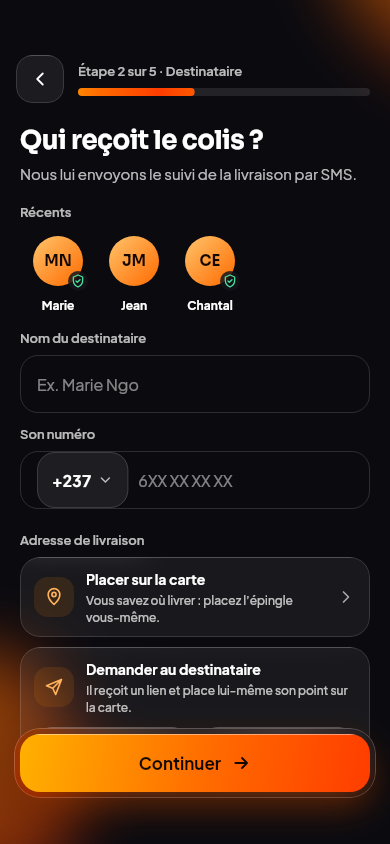 Étape 2 sur 5 · Destinataire
Qui reçoit le colis ?
Nous lui envoyons le suivi de la livraison par SMS.
Récents
MN JM CE
Marie Jean Chantal
Nom du destinataire
Ex. Marie Ngo
Son numéro
+237 6XX XX XX XX
Adresse de livraison
Placer sur la carte
Vous savez où livrer : placez l'épingle
vous-même.
Demander au destinataire
Il reçoit un lien et place lui-même son point sur
la carte.
Continuer →